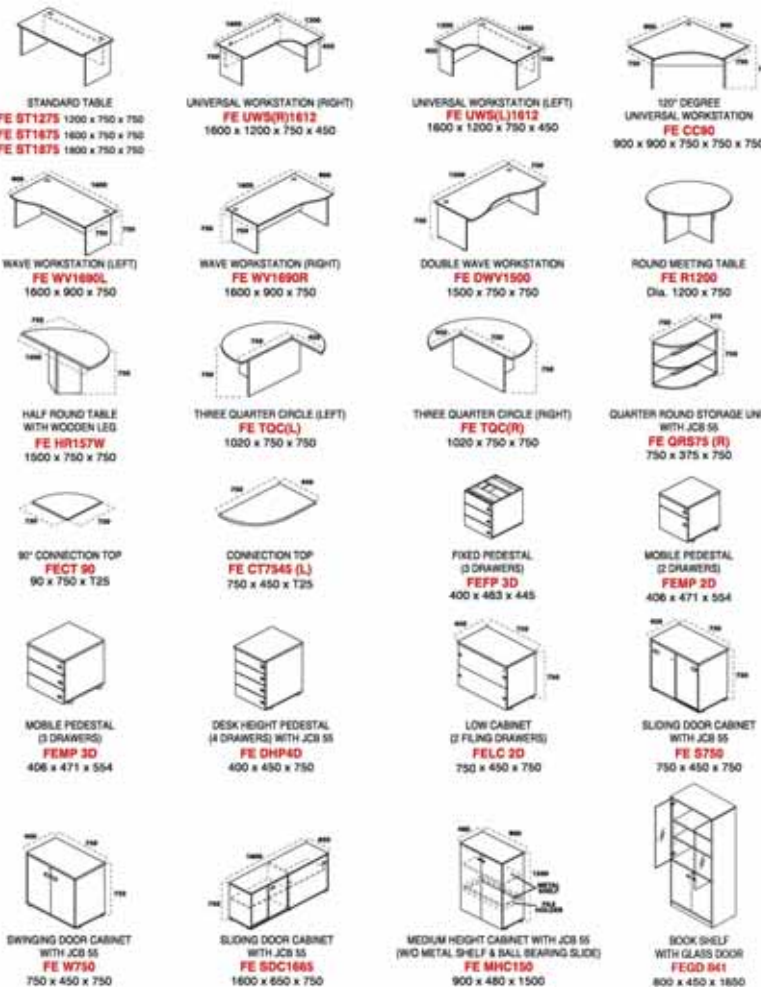 STANDARD TABLE
FE ST1275 1200 x 750 x 750
FE ST1675 1600 x 750 x 750
FE ST1875 1800 x 750 x 750
UNIVERSAL WORKSTATION (RIGHT)
FE UWS(R)1612
1600 x 1200 x 750 x 450
UNIVERSAL WORKSTATION (LEFT)
FE UWS(L)1612
1600 x 1200 x 750 x 450
120° DEGREE
UNIVERSAL WORKSTATION
FE CC90
900 x 900 x 750 x 750 x 750
WAVE WORKSTATION (LEFT)
FE WV1690L
1600 x 900 x 750
WAVE WORKSTATION (RIGHT)
FE WV1690R
1600 x 900 x 750
DOUBLE WAVE WORKSTATION
FE DWV1500
1500 x 750 x 750
ROUND MEETING TABLE
FE R1200
Dia. 1200 x 750
HALF ROUND TABLE
WITH WOODEN LEG
FE HR157W
1500 x 750 x 750
THREE QUARTER CIRCLE (LEFT)
FE TQC(L)
1020 x 750 x 750
THREE QUARTER CIRCLE (RIGHT)
FE TQC(R)
1020 x 750 x 750
QUARTER ROUND STORAGE UNI
WITH JCB 55
FE QRS75 (R)
750 x 375 x 750
90° CONNECTION TOP
FECT 90
90 x 750 x T25
CONNECTION TOP
FE CT7545 (L)
750 x 450 x T25
FIXED PEDESTAL
(3 DRAWERS)
FEFP 3D
400 x 463 x 445
MOBILE PEDESTAL
(2 DRAWERS)
FEMP 2D
406 x 471 x 554
MOBILE PEDESTAL
(3 DRAWERS)
FEMP 3D
406 x 471 x 554
DESK HEIGHT PEDESTAL
(4 DRAWERS) WITH JCB 55
FE DHP4D
400 x 450 x 750
LOW CABINET
(2 FILING DRAWERS)
FELC 2D
750 x 450 x 750
SLIDING DOOR CABINET
WITH JCB 55
FE S750
750 x 450 x 750
SWINGING DOOR CABINET
WITH JCB 55
FE W750
750 x 450 x 750
SLIDING DOOR CABINET
WITH JCB 55
FE SDC1665
1600 x 650 x 750
METAL
SHELF
FILE
HOLDER
MEDIUM HEIGHT CABINET WITH JCB 55
(W/O METAL SHELF & BALL BEARING SLIDE)
FE MHC150
900 x 480 x 1500
BOOK SHELF
WITH GLASS DOOR
FEGD 841
800 x 450 x 1850